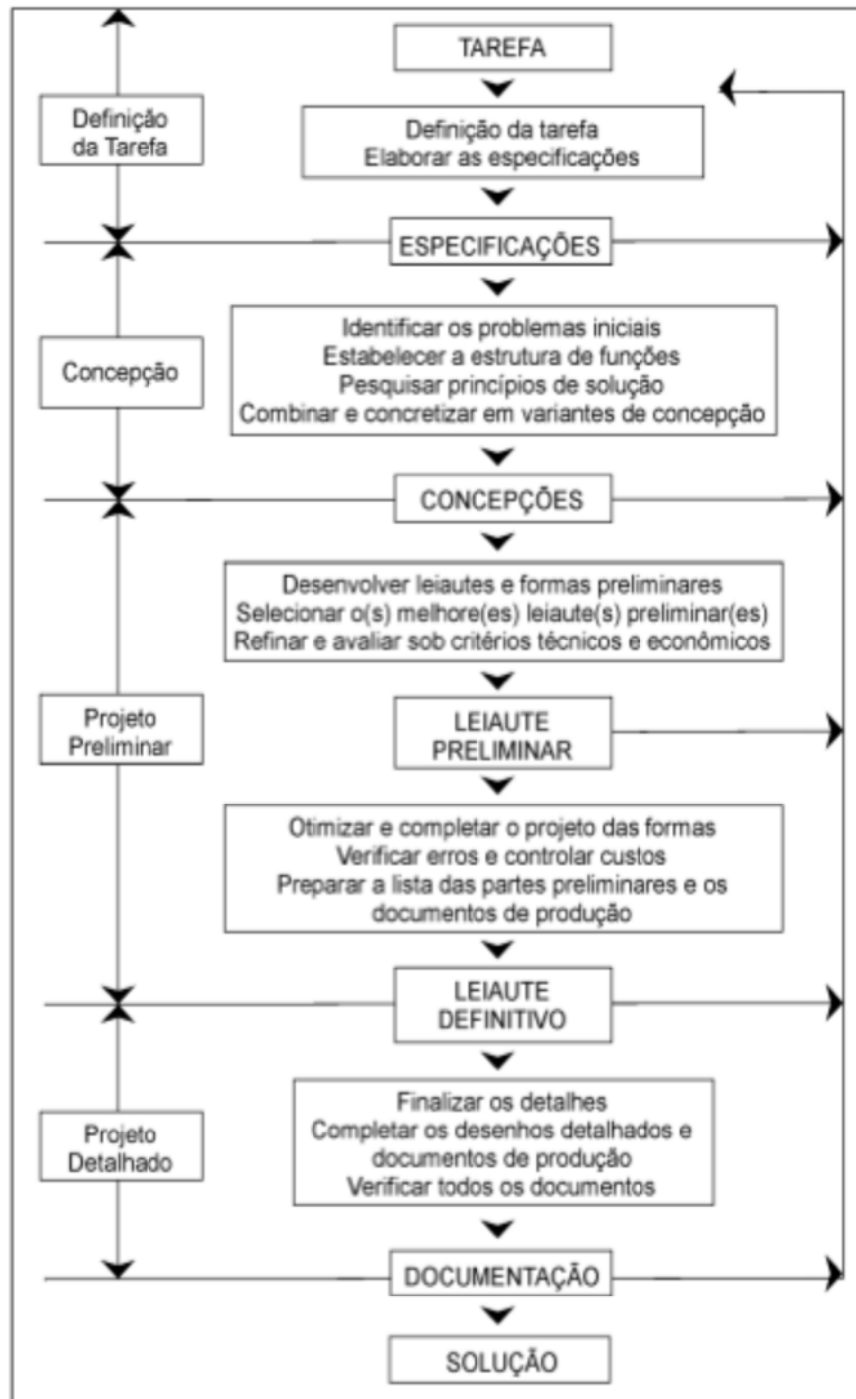 TAREFA
Definição
da Tarefa
Definição da tarefa
Elaborar as especificações
ESPECIFICAÇÕES
Concepção
Identificar os problemas iniciais
Estabelecer a estrutura de funções
Pesquisar princípios de solução
Combinar e concretizar em variantes de concepção
CONCEPÇÕES
Desenvolver leiautes e formas preliminares
Selecionar o(s) melhore(es) leiaute(s) preliminar(es)
Refinar e avaliar sob critérios técnicos e econômicos
Projeto
Preliminar
LEIAUTE
PRELIMINAR
Otimizar e completar o projeto das formas
Verificar erros e controlar custos
Preparar a lista das partes preliminares e os
documentos de produção
LEIAUTE
DEFINITIVO
Projeto
Detalhado
Finalizar os detalhes
Completar os desenhos detalhados e
documentos de produção
Verificar todos os documentos
DOCUMENTAÇÃO
SOLUÇÃO